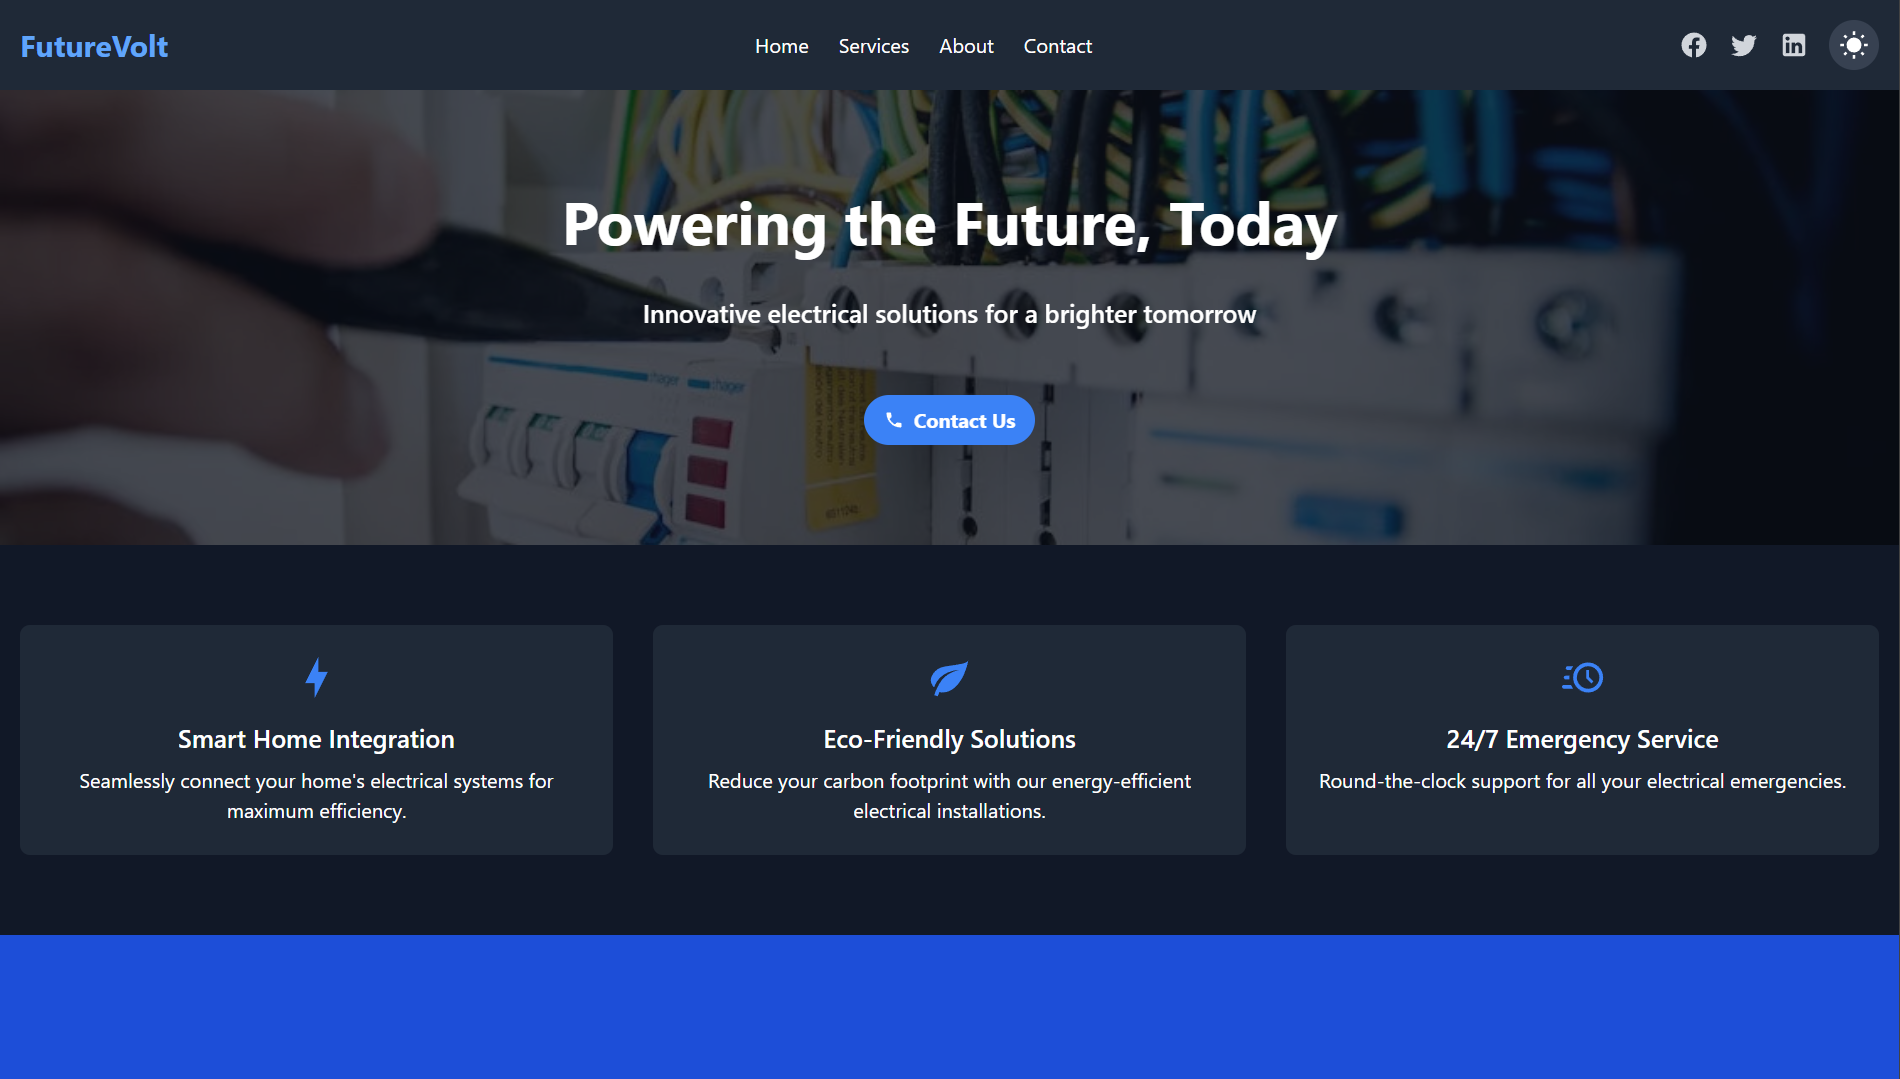 FutureVolt
Home Services About Contact
Powering the Future, Today
Innovative electrical solutions for a brighter tomorrow
hager hager
Contact Us
Smart Home Integration
Seamlessly connect your home's electrical systems for
maximum efficiency.
Eco-Friendly Solutions
Reduce your carbon footprint with our energy-efficient
electrical installations.
24/7 Emergency Service
Round-the-clock support for all your electrical emergencies.